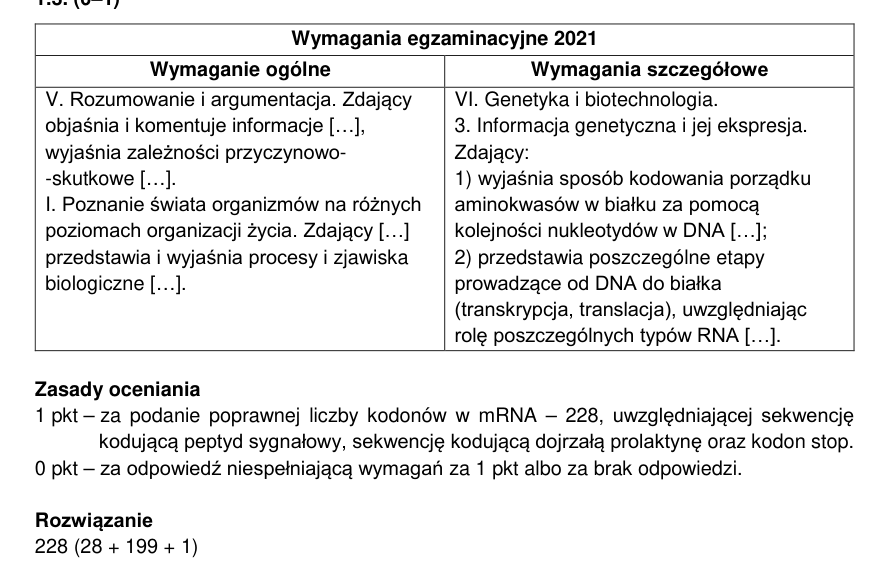 1.3. (0–1)
Wymagania egzaminacyjne 2021
Wymaganie ogólne
Wymagania szczegółowe
V. Rozumowanie i argumentacja. Zdający
objaśnia i komentuje informacje […],
wyjaśnia zależności przyczynowo-
-skutkowe […].
I. Poznanie świata organizmów na różnych
poziomach organizacji życia. Zdający […]
przedstawia i wyjaśnia procesy i zjawiska
biologiczne […].
VI. Genetyka i biotechnologia.
3. Informacja genetyczna i jej ekspresja.
Zdający:
1) wyjaśnia sposób kodowania porządku
aminokwasów w białku za pomocą
kolejności nukleotydów w DNA […];
2) przedstawia poszczególne etapy
prowadzące od DNA do białka
(transkrypcja, translacja), uwzględniając
rolę poszczególnych typów RNA […].
Zasady oceniania
1 pkt – za podanie poprawnej liczby kodonów w mRNA – 228, uwzględniającej sekwencję
kodującą peptyd sygnałowy, sekwencję kodującą dojrzałą prolaktynę oraz kodon stop.
0 pkt – za odpowiedź niespełniającą wymagań za 1 pkt albo za brak odpowiedzi.
Rozwiązanie
228 (28 + 199 + 1)